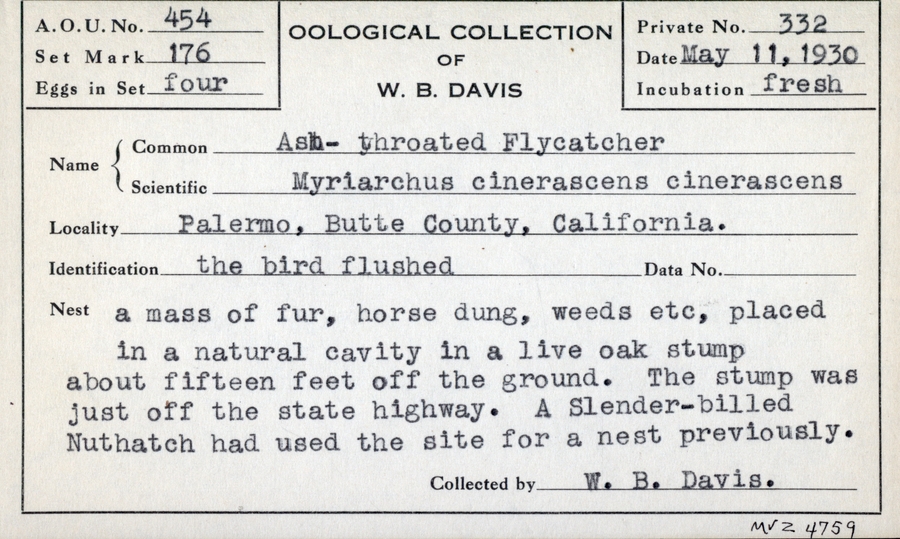 A.O.U. No. 454
Set Mark 176
Eggs in Set four
OOLOGICAL COLLECTION
OF
W. B. DAVIS
Private No. 332
Date May 11, 1930
Incubation fresh
Name
Common Ash- throated Flycatcher
Scientific Myriarchus cinerascens cinerascens
Locality Palermo, Butte County, California.
Identification the bird flushed Data No.
Nest a mass of fur, horse dung, weeds etc, placed
in a natural cavity in a live oak stump
about fifteen feet off the ground. The stump was
just off the state highway. A Slender-billed
Nuthatch had used the site for a nest previously.
Collected by W. B. Davis.
MVZ 4759